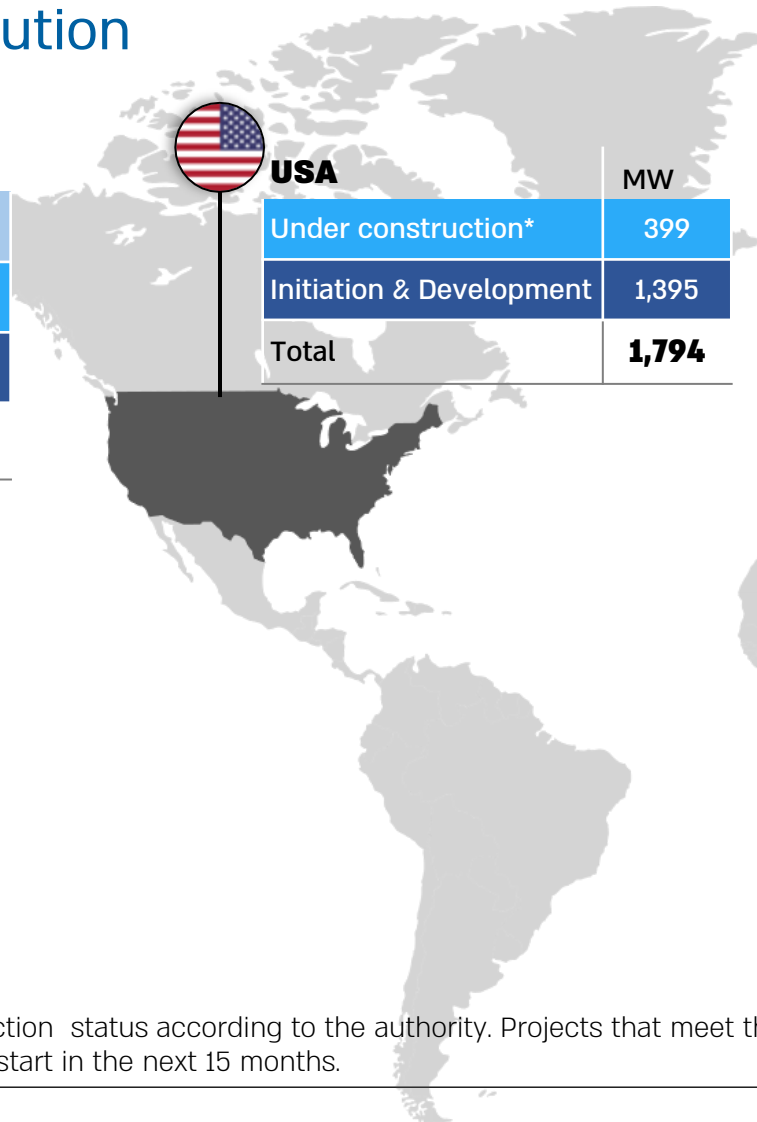 ution
USA MW
Under construction* 399
Initiation & Development 1,395
Total 1,794
ction status according to the authority. Projects that meet th
start in the next 15 months.